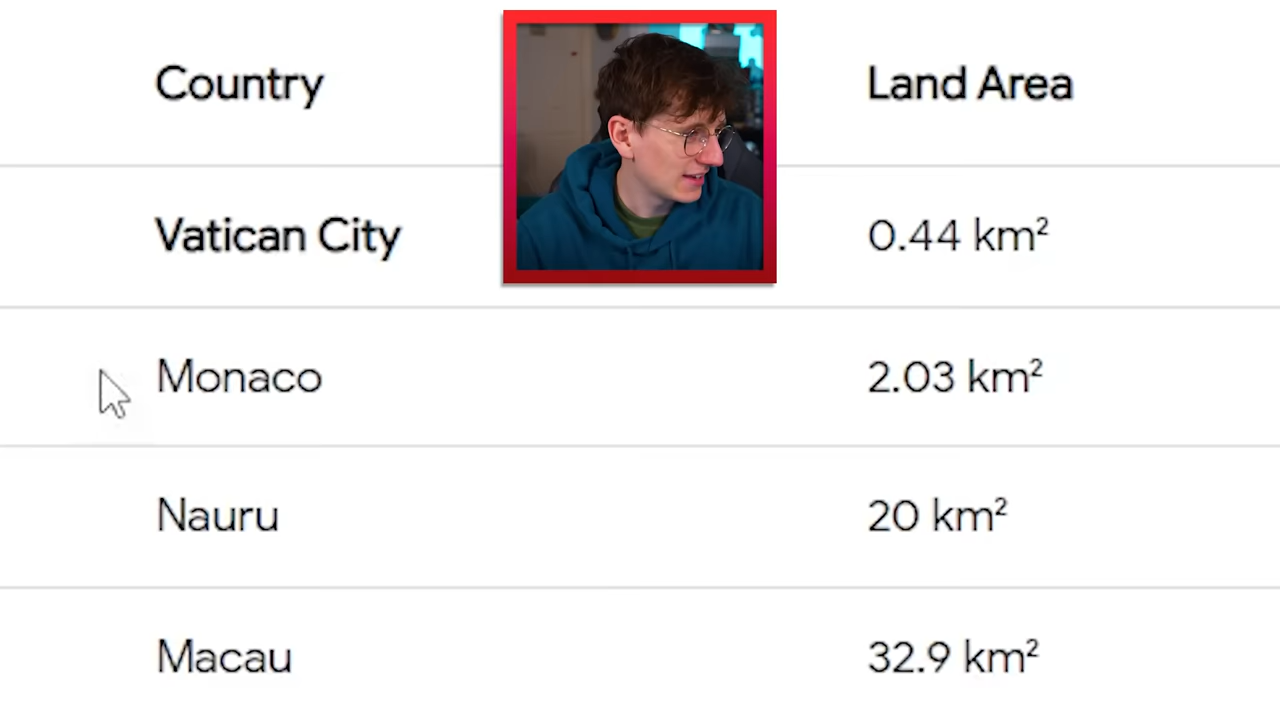 Country Land Area
Vatican City 0.44 km²
Monaco 2.03 km²
Nauru 20 km²
Macau 32.9 km²